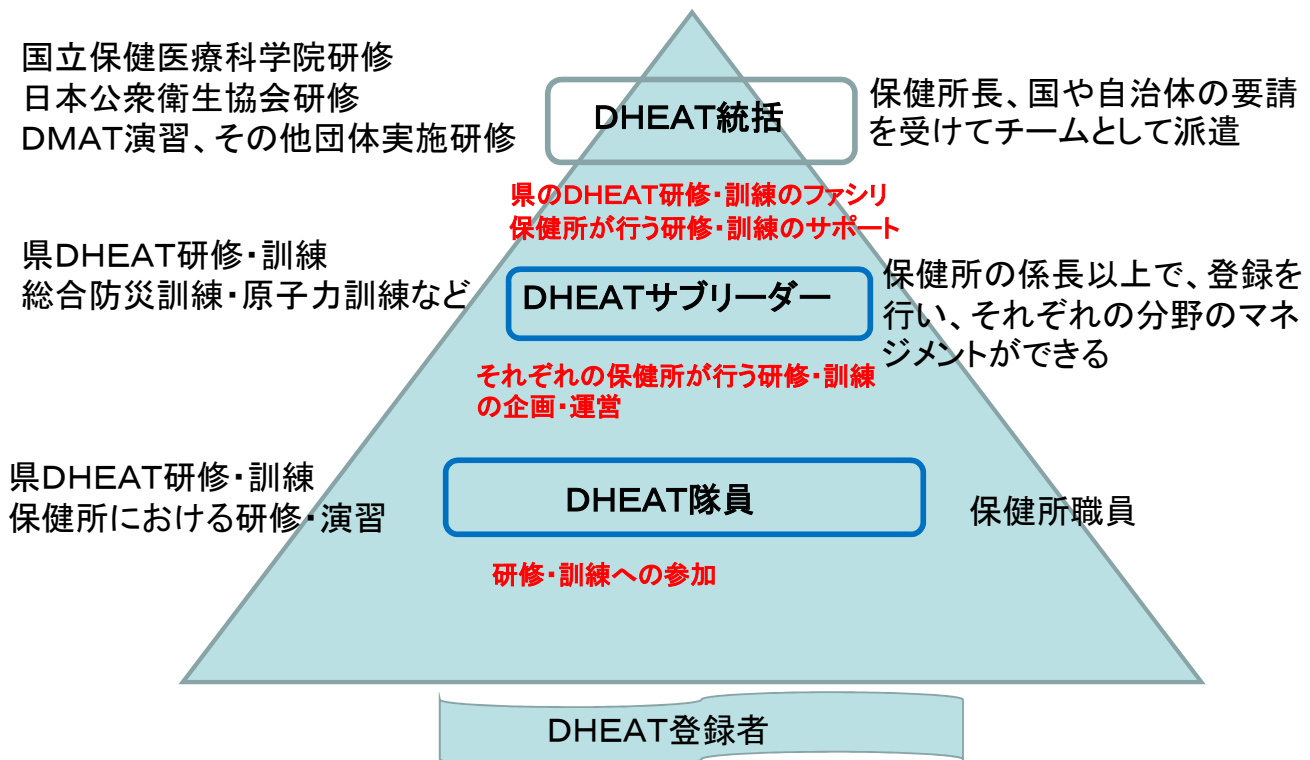 国立保健医療科学院研修
日本公衆衛生協会研修
DMAT演習、その他団体実施研修
DHEAT統括
保健所長、国や自治体の要請
を受けてチームとして派遣
県のDHEAT研修・訓練のファシリ
保健所が行う研修・訓練のサポート
県DHEAT研修・訓練
総合防災訓練・原子力訓練など
DHEATサブリーダー
保健所の係長以上で、登録を
行い、それぞれの分野のマネ
ジメントができる
それぞれの保健所が行う研修・訓練
の企画・運営
県DHEAT研修・訓練
保健所における研修・演習
DHEAT隊員
保健所職員
研修・訓練への参加
DHEAT登録者